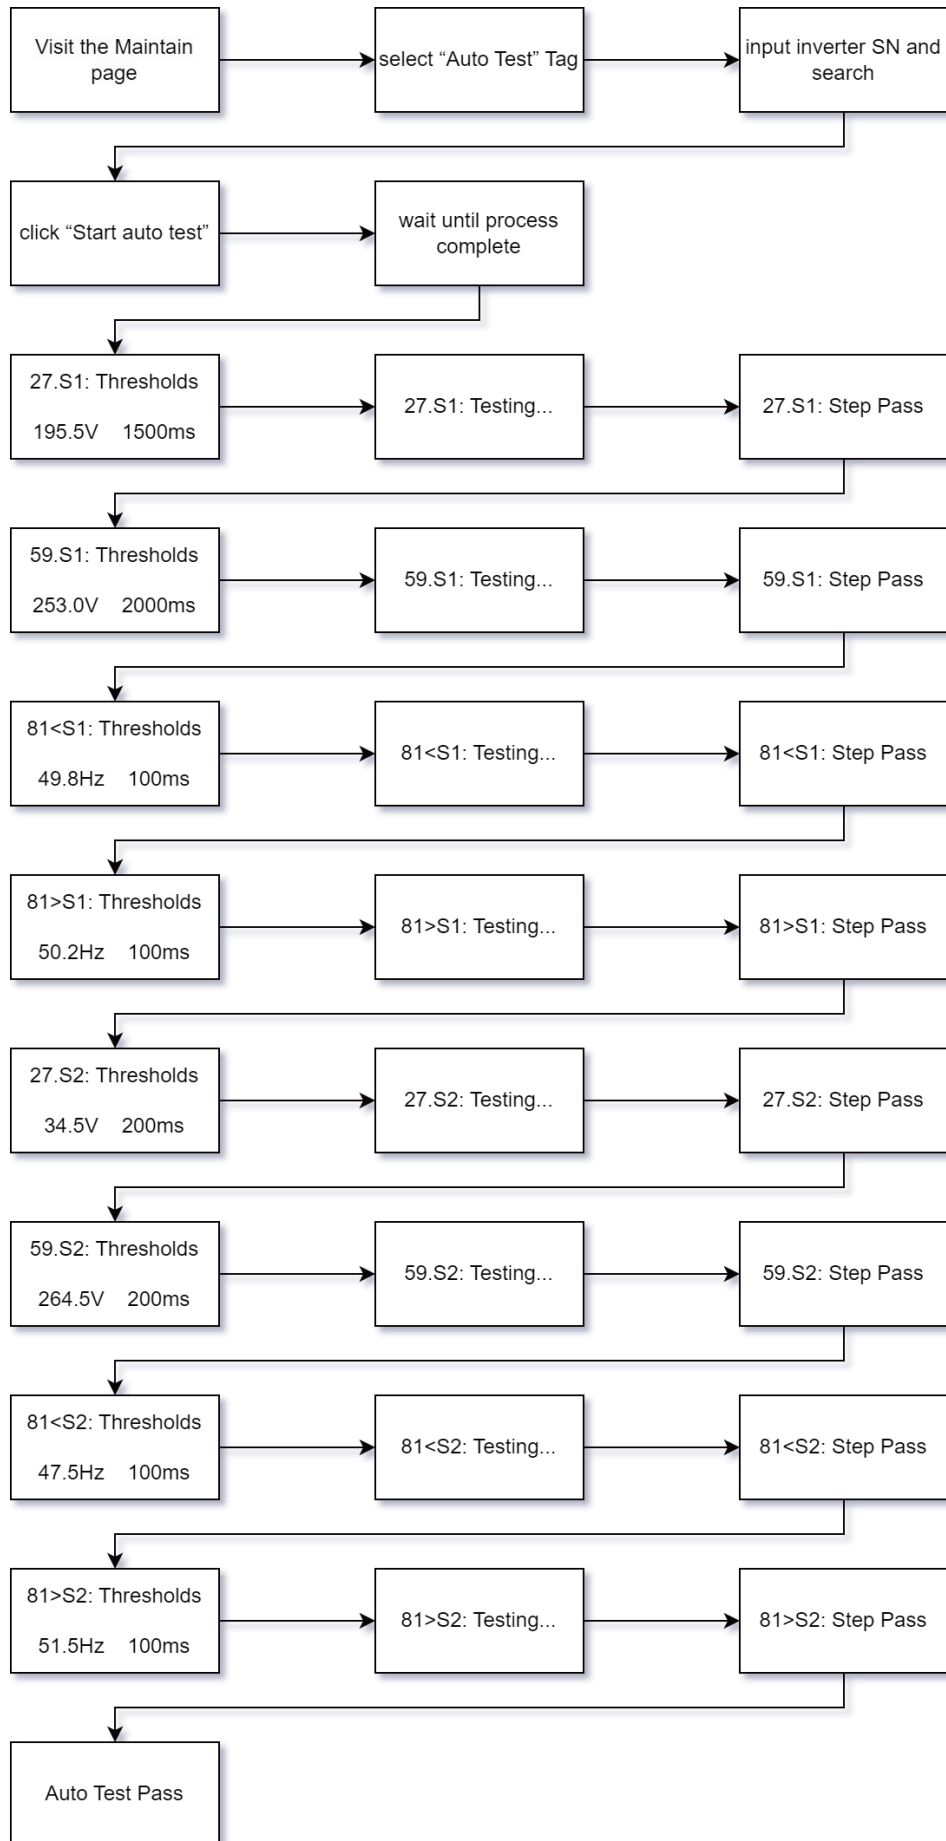 Visit the Maintain
page
select “Auto Test” Tag
input inverter SN and
search
click “Start auto test”
wait until process
complete
27.S1: Thresholds
195.5V 1500ms
27.S1: Testing...
27.S1: Step Pass
59.S1: Thresholds
253.0V 2000ms
59.S1: Testing...
59.S1: Step Pass
81<S1: Thresholds
49.8Hz 100ms
81<S1: Testing...
81<S1: Step Pass
81>S1: Thresholds
50.2Hz 100ms
81>S1: Testing...
81>S1: Step Pass
27.S2: Thresholds
34.5V 200ms
27.S2: Testing...
27.S2: Step Pass
59.S2: Thresholds
264.5V 200ms
59.S2: Testing...
59.S2: Step Pass
81<S2: Thresholds
47.5Hz 100ms
81<S2: Testing...
81<S2: Step Pass
81>S2: Thresholds
51.5Hz 100ms
81>S2: Testing...
81>S2: Step Pass
Auto Test Pass